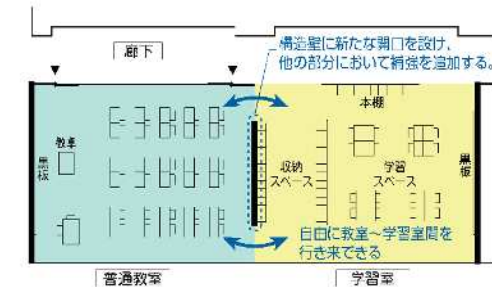 廊下
構造壁に新たな開口を設け、
他の部分において補強を追加する。
本棚
教卓
黒板
収納
スペース
学習
スペース
黒板
自由に教室～学習室間を
行き来できる
普通教室
学習室